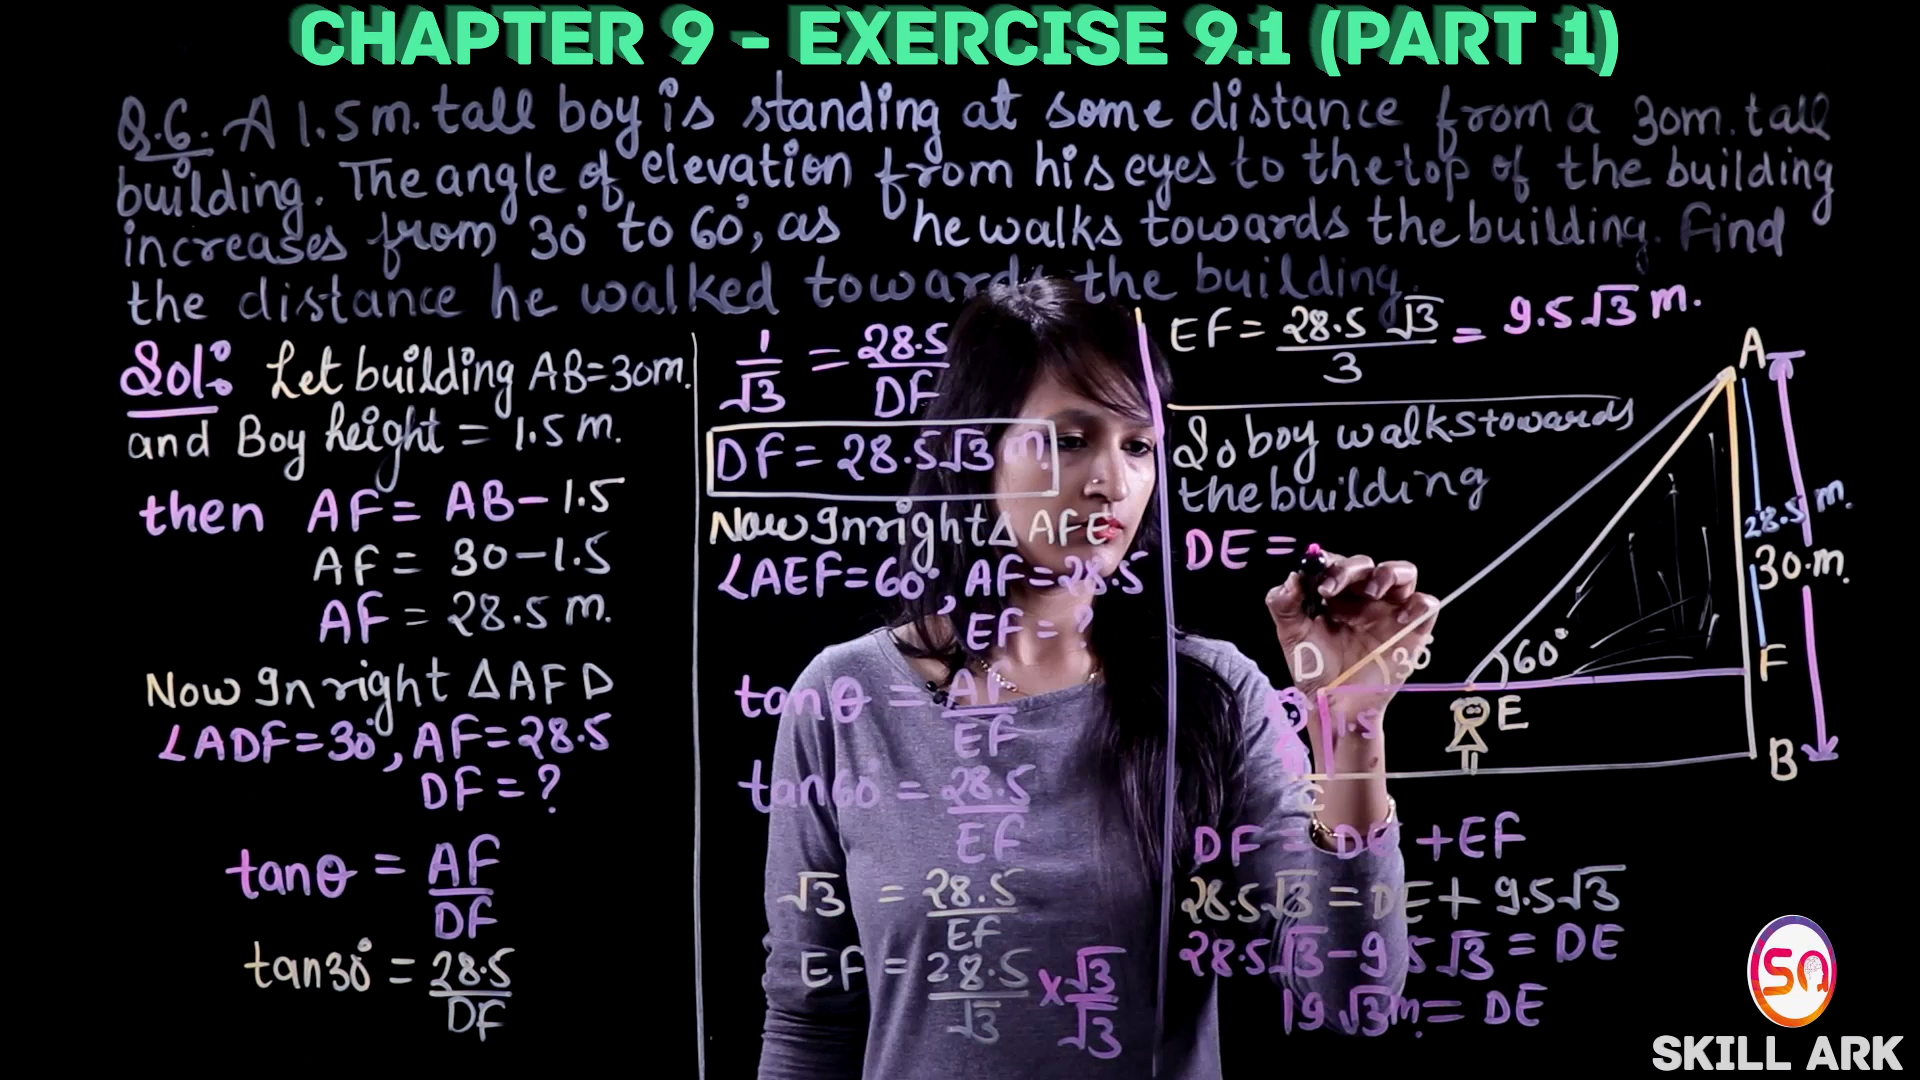 CHAPTER 9 - EXERCISE 9.1 (PART 1)
Q.6. A 1.5m. tall boy is standing at some distance from a 30m. tall
building. The angle of elevation from his eyes to the top of the building
increases from 30° to 60°, as he walks towards the building. Find
the distance he walked towards the building.
Sol: Let building AB=30m.
and Boy height = 1.5m.
then AF = AB-1.5
AF = 30-1.5
AF = 28.5 m.
Now In right △ AFD
∠ADF=30°, AF=28.5
DF = ?
tanθ = AF/DF
tan30° = 28.5/DF
1/√3 = 28.5/DF
DF = 28.5√3 m.
Now In right △ AFE
∠AEF=60°, AF=28.5
EF = ?
tanθ = AF/EF
tan60° = 28.5/EF
√3 = 28.5/EF
EF = 28.5/√3 × √3/√3
EF = 28.5 √3/3 = 9.5√3 m.
So boy walks towards
the building
DE =
A
28.5 m.
30 m.
D
30°
60°
F
E
1.5
C
B
DF = DE + EF
28.5√3 = DE + 9.5√3
28.5√3 - 9.5√3 = DE
19√3m. = DE
SA
SKILL ARK